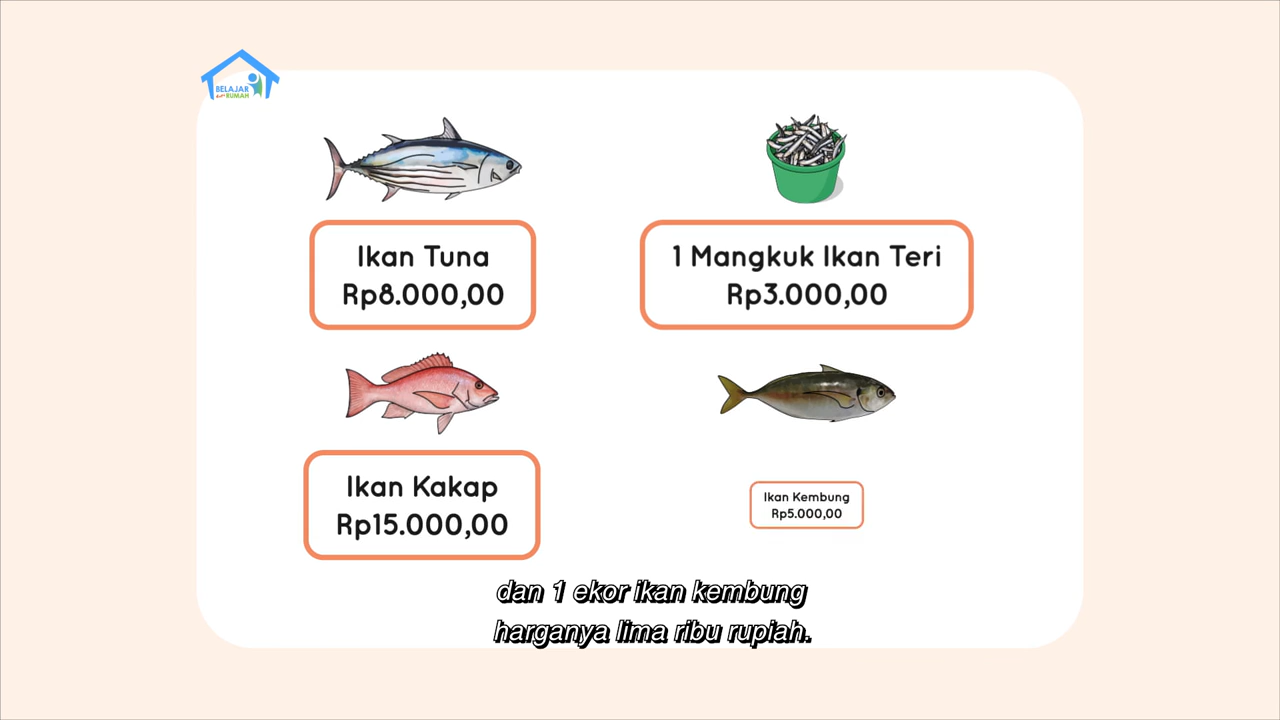 BELAJAR
dari RUMAH
Ikan Tuna
Rp8.000,00
1 Mangkuk Ikan Teri
Rp3.000,00
Ikan Kakap
Rp15.000,00
Ikan Kembung
Rp5.000,00
dan 1 ekor ikan kembung
harganya lima ribu rupiah.